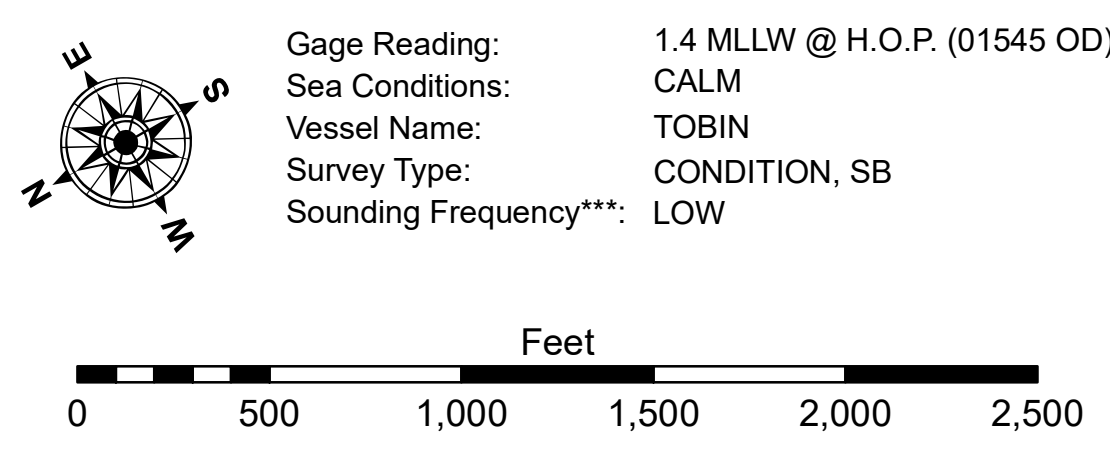 E
S
N
W
Gage Reading: 1.4 MLLW @ H.O.P. (01545 OD)
Sea Conditions: CALM
Vessel Name: TOBIN
Survey Type: CONDITION, SB
Sounding Frequency***: LOW
Feet
0 500 1,000 1,500 2,000 2,500